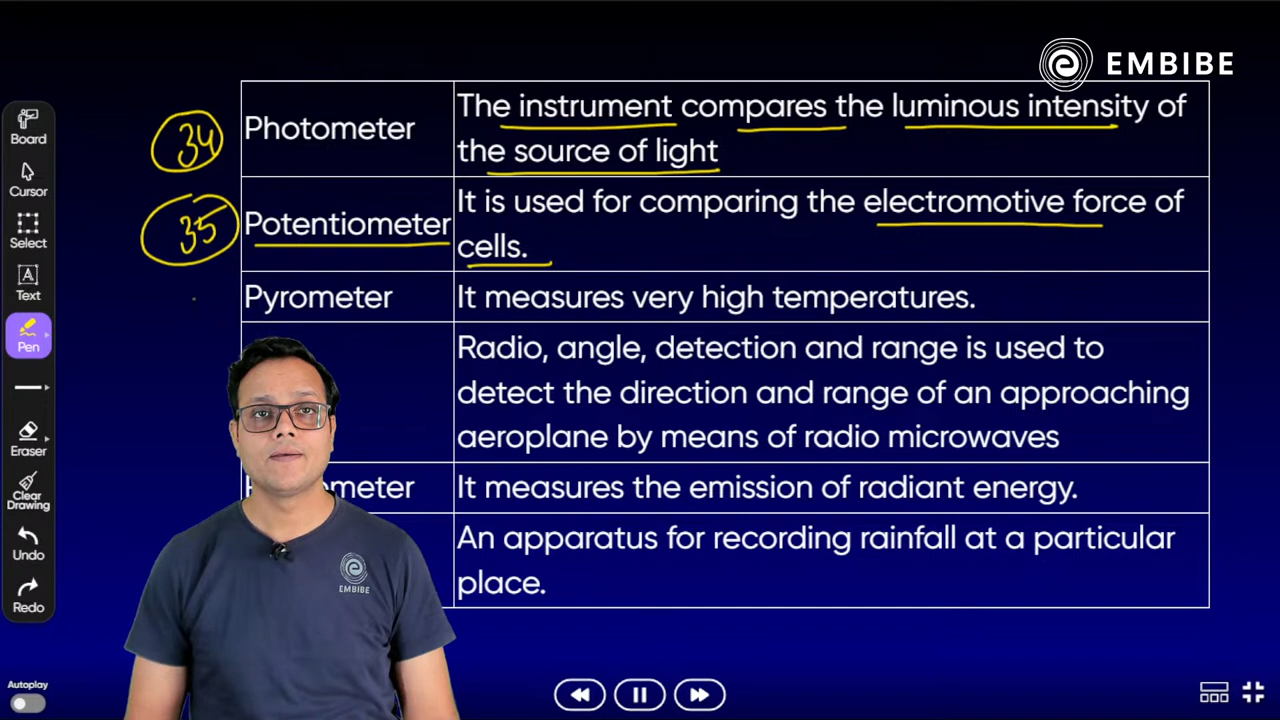 EMBIBE
34
Photometer
The instrument compares the luminous intensity of
the source of light
35
Potentiometer
It is used for comparing the electromotive force of
cells.
Pyrometer
It measures very high temperatures.
Radio, angle, detection and range is used to
detect the direction and range of an approaching
aeroplane by means of radio microwaves
meter
It measures the emission of radiant energy.
An apparatus for recording rainfall at a particular
place.
Board
Cursor
Select
Text
Pen
Eraser
Clear
Drawing
Undo
Redo
EMBIBE
Autoplay